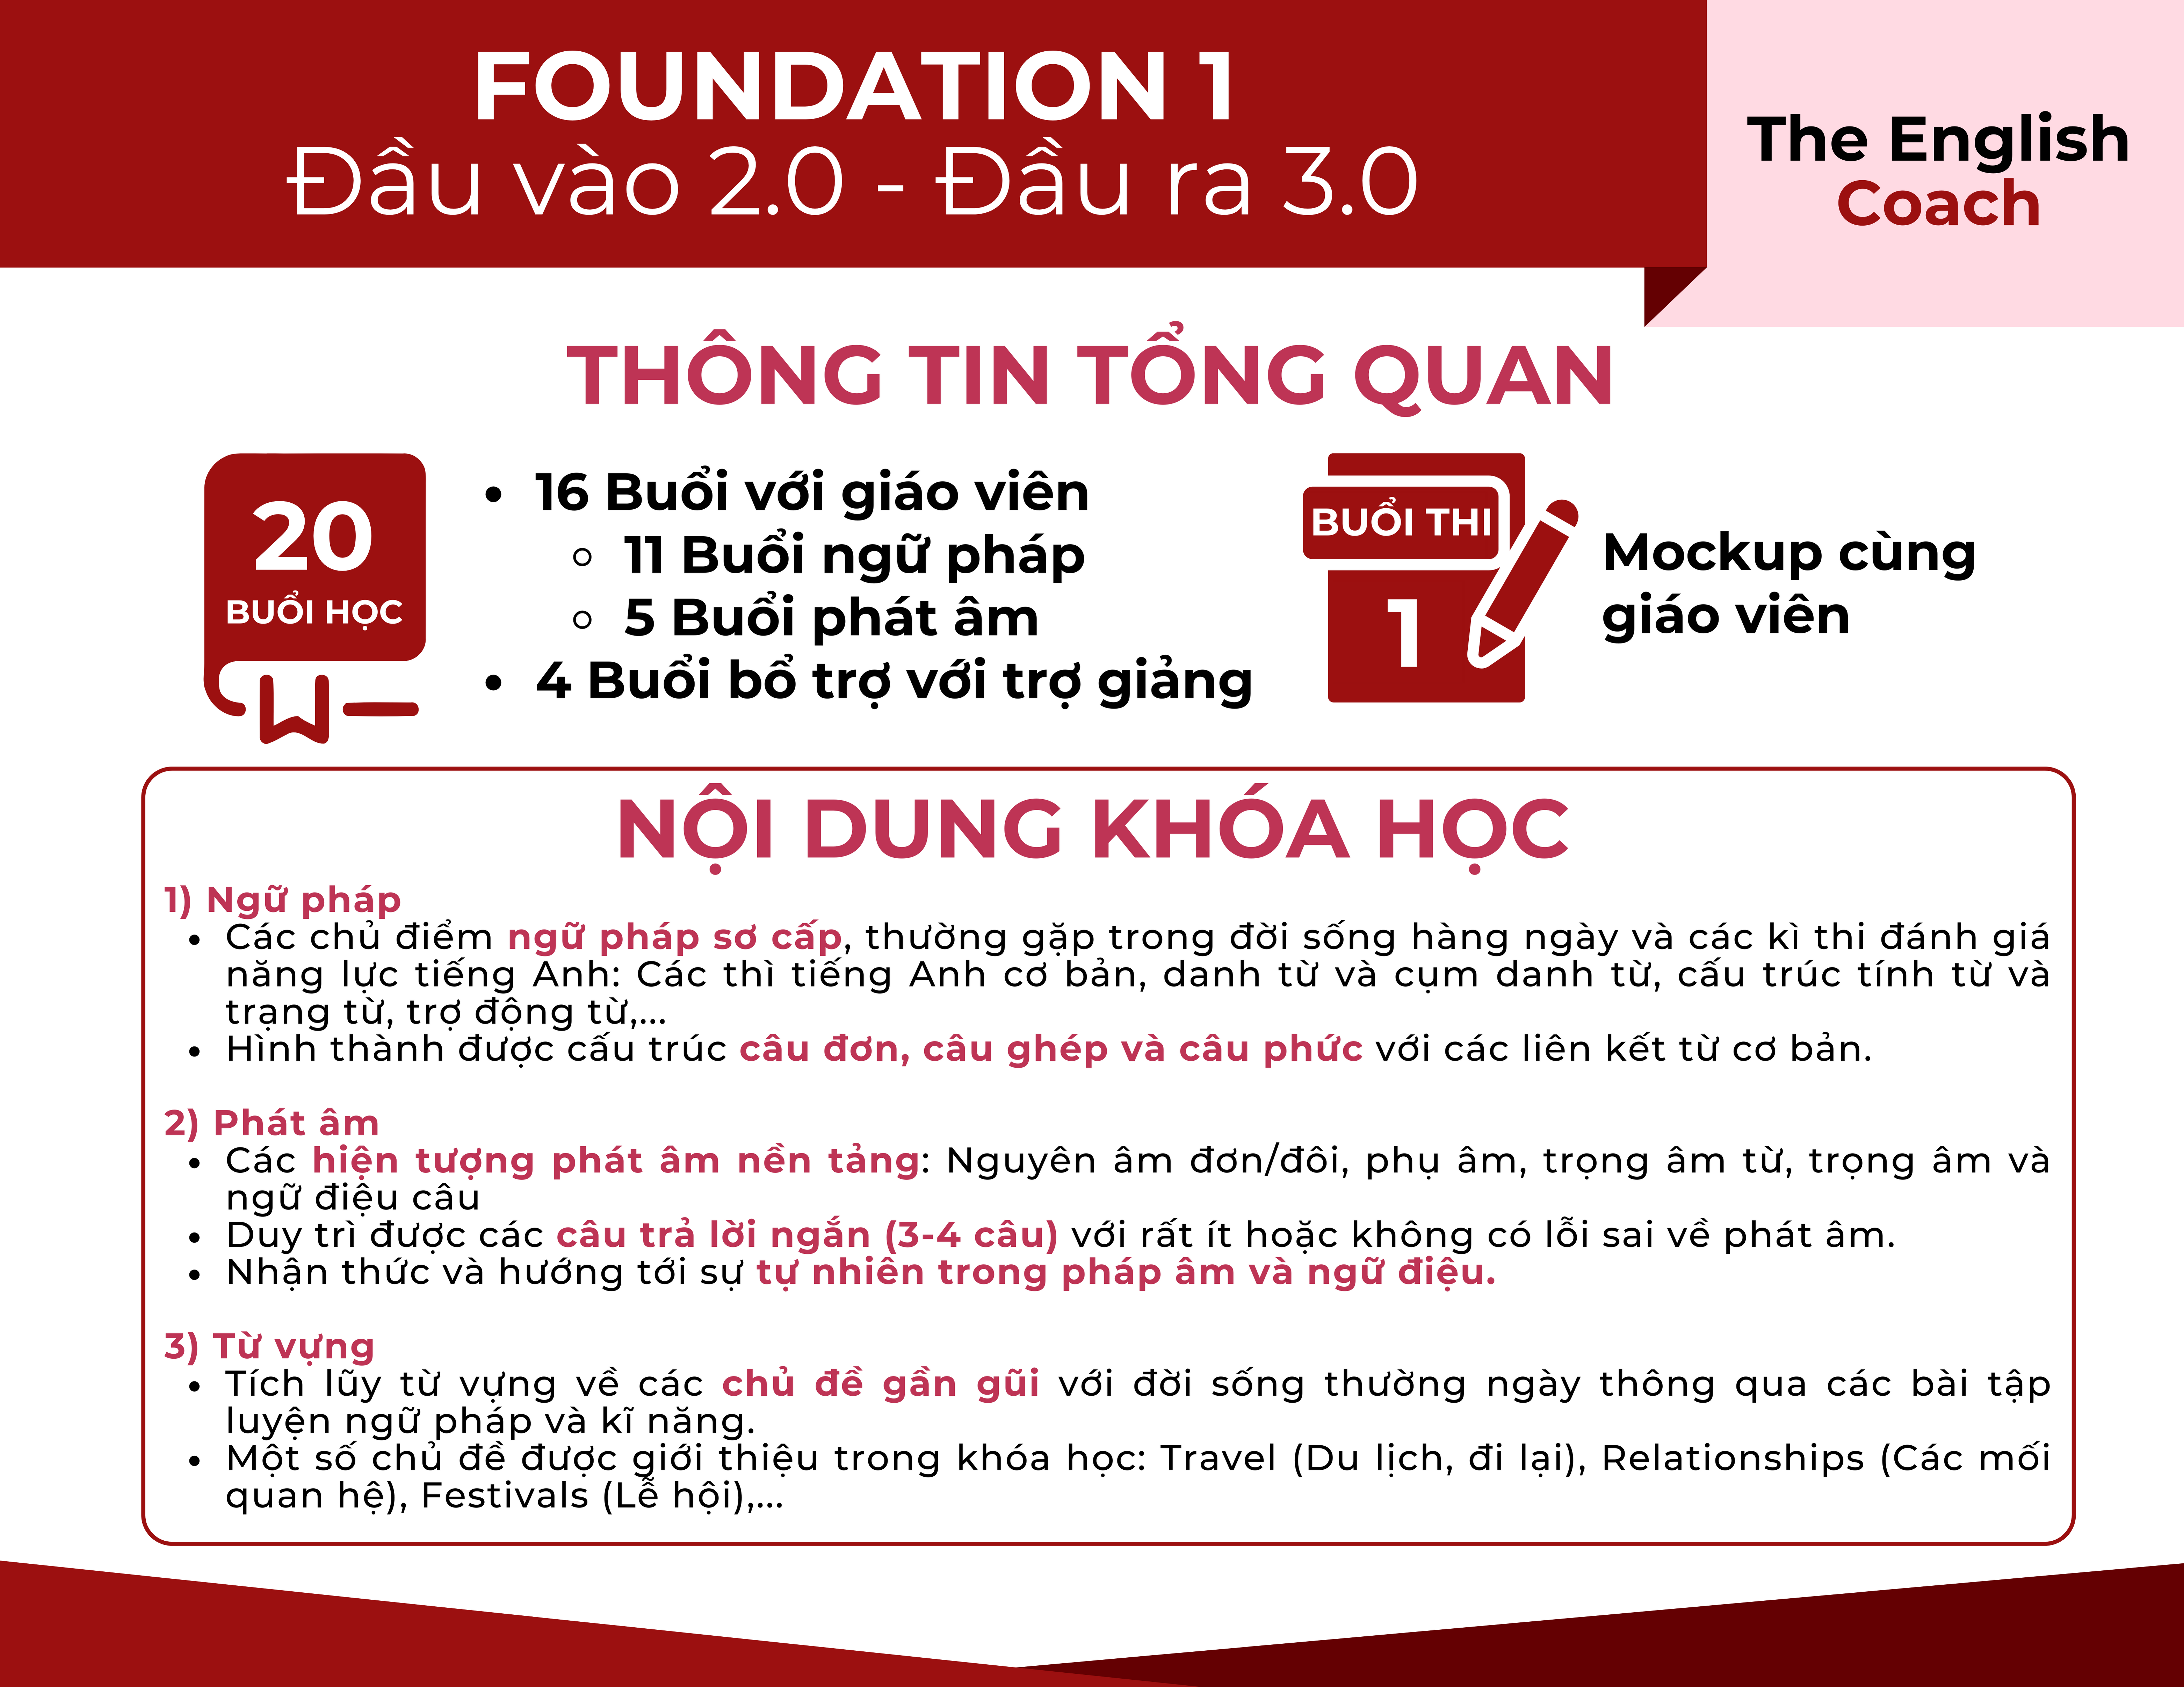 FOUNDATION 1
Đầu vào 2.0 - Đầu ra 3.0
The English
Coach
THÔNG TIN TỔNG QUAN
20
BUỔI HỌC
• 16 Buổi với giáo viên
◦ 11 Buổi ngữ pháp
◦ 5 Buổi phát âm
• 4 Buổi bổ trợ với trợ giảng
BUỔI THI
1
Mockup cùng
giáo viên
NỘI DUNG KHÓA HỌC
1) Ngữ pháp
• Các chủ điểm ngữ pháp sơ cấp, thường gặp trong đời sống hàng ngày và các kì thi đánh giá
năng lực tiếng Anh: Các thì tiếng Anh cơ bản, danh từ và cụm danh từ, cấu trúc tính từ và
trạng từ, trợ động từ,...
• Hình thành được cấu trúc câu đơn, câu ghép và câu phức với các liên kết từ cơ bản.
2) Phát âm
• Các hiện tượng phát âm nền tảng: Nguyên âm đơn/đôi, phụ âm, trọng âm từ, trọng âm và
ngữ điệu câu
• Duy trì được các câu trả lời ngắn (3-4 câu) với rất ít hoặc không có lỗi sai về phát âm.
• Nhận thức và hướng tới sự tự nhiên trong pháp âm và ngữ điệu.
3) Từ vựng
• Tích lũy từ vựng về các chủ đề gần gũi với đời sống thường ngày thông qua các bài tập
luyện ngữ pháp và kĩ năng.
• Một số chủ đề được giới thiệu trong khóa học: Travel (Du lịch, đi lại), Relationships (Các mối
quan hệ), Festivals (Lễ hội),...